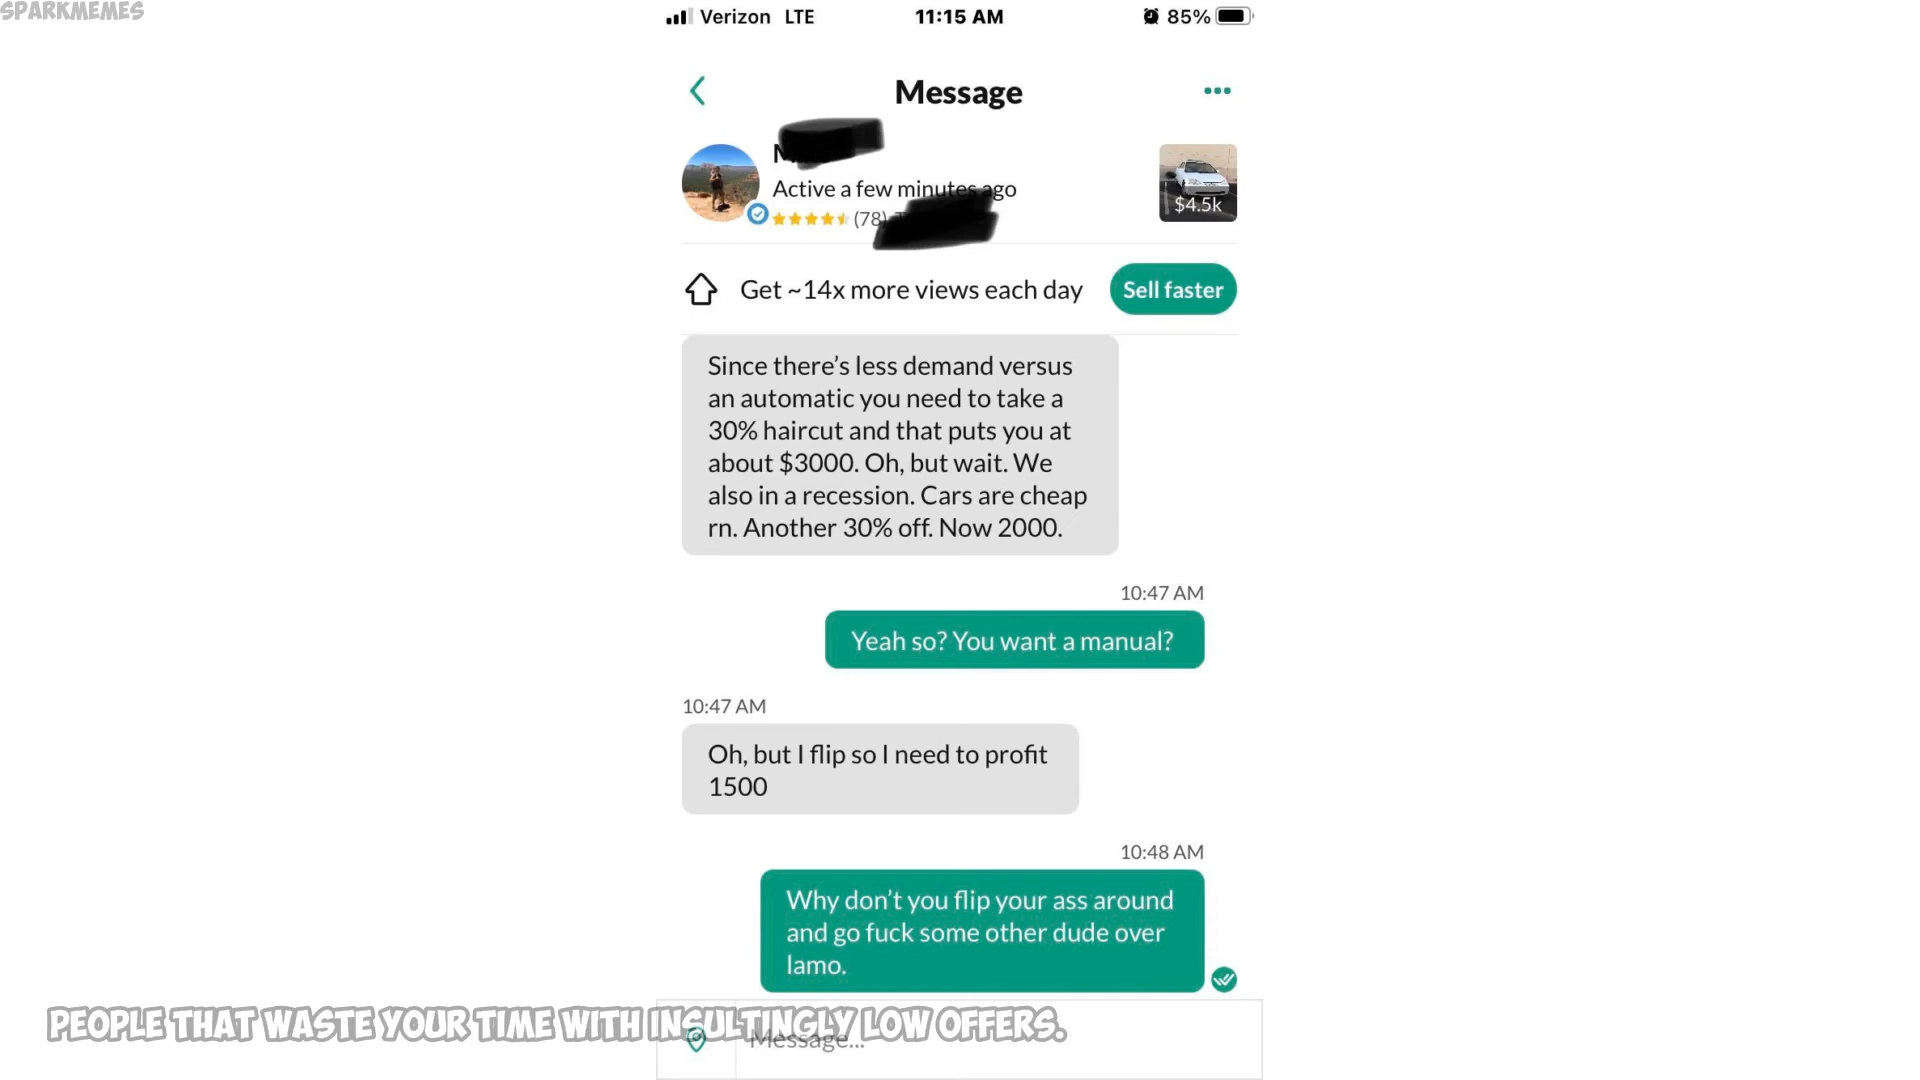 SPARKMEMES
Verizon LTE
11:15 AM
85%
Message
Active a few minutes ago
(78)
$4.5k
Get ~14x more views each day
Sell faster
Since there's less demand versus
an automatic you need to take a
30% haircut and that puts you at
about $3000. Oh, but wait. We
also in a recession. Cars are cheap
rn. Another 30% off. Now 2000.
10:47 AM
Yeah so? You want a manual?
10:47 AM
Oh, but I flip so I need to profit
1500
10:48 AM
Why don't you flip your ass around
and go fuck some other dude over
lamo.
PEOPLE THAT WASTE YOUR TIME WITH INSULTINGLY LOW OFFERS.
Message...